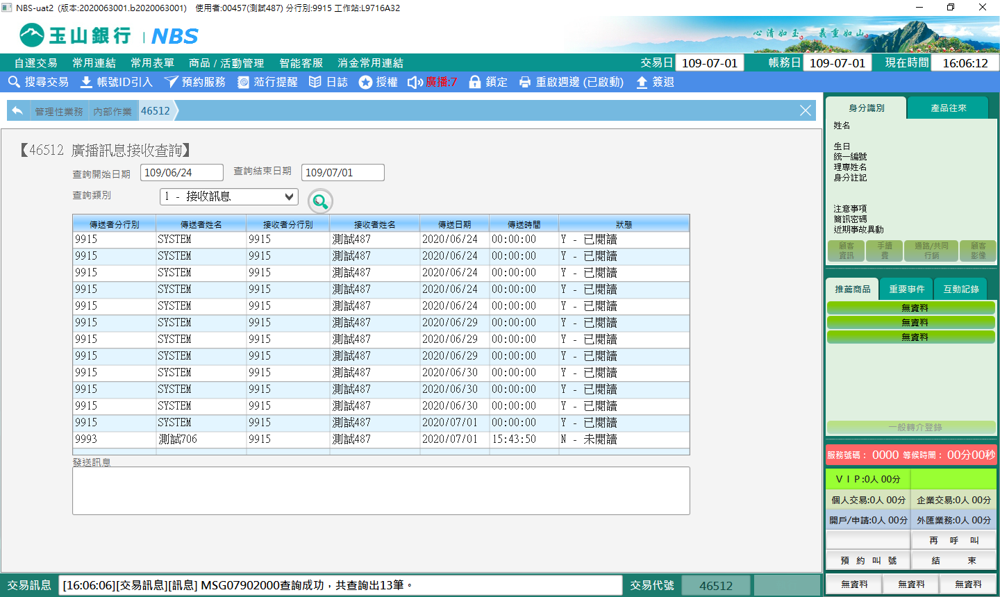 NBS-uat2 (版本:2020063001.b2020063001) 使用者:00457(測試487) 分行別:9915 工作站:L9716A32
玉山銀行 NBS
心清如玉, 義重如山。
自選交易 常用連結 常用表單 商品 / 活動管理 智能客服 消金常用連結 交易日 109-07-01 帳務日 109-07-01 現在時間 16:06:12
搜尋交易 帳號ID引入 預約服務 流行提醒 日誌 授權 廣播:7 鎖定 重啟週邊 (已啟動) 簽退
管理性業務 內部作業 46512
【46512 廣播訊息接收查詢】
查詢開始日期 109/06/24 查詢結束日期 109/07/01
查詢類別 1 - 接收訊息
傳送者分行別 傳送者姓名 接收者分行別 接收者姓名 傳送日期 傳送時間 狀態
9915 SYSTEM 9915 測試487 2020/06/24 00:00:00 Y - 已閱讀
9915 SYSTEM 9915 測試487 2020/06/24 00:00:00 Y - 已閱讀
9915 SYSTEM 9915 測試487 2020/06/24 00:00:00 Y - 已閱讀
9915 SYSTEM 9915 測試487 2020/06/24 00:00:00 Y - 已閱讀
9915 SYSTEM 9915 測試487 2020/06/24 00:00:00 Y - 已閱讀
9915 SYSTEM 9915 測試487 2020/06/29 00:00:00 Y - 已閱讀
9915 SYSTEM 9915 測試487 2020/06/29 00:00:00 Y - 已閱讀
9915 SYSTEM 9915 測試487 2020/06/29 00:00:00 Y - 已閱讀
9915 SYSTEM 9915 測試487 2020/06/30 00:00:00 Y - 已閱讀
9915 SYSTEM 9915 測試487 2020/06/30 00:00:00 Y - 已閱讀
9915 SYSTEM 9915 測試487 2020/06/30 00:00:00 Y - 已閱讀
9915 SYSTEM 9915 測試487 2020/07/01 00:00:00 Y - 已閱讀
9993 測試706 9915 測試487 2020/07/01 15:43:50 N - 未閱讀
發送訊息
身分識別 產品往來
姓名
生日
統一編號
理專姓名
身分註記
注意事項
簡訊密碼
近期事故異動
顧客資訊 手續費 通路/共同行銷 顧客影像
推薦商品 重要事件 互動記錄
無資料
無資料
無資料
一般轉介登錄
服務號碼： 0000 等候時間： 00分00秒
ＶＩＰ:0人 00分
個人交易:0人 00分 企業交易:0人 00分
開戶/申請:0人 00分 外匯業務:0人 00分
再 呼 叫
預 約 叫 號 結 束
無資料 無資料 無資料
交易訊息 [16:06:06][交易訊息][訊息] MSG07902000查詢成功，共查詢出13筆。 交易代號 46512